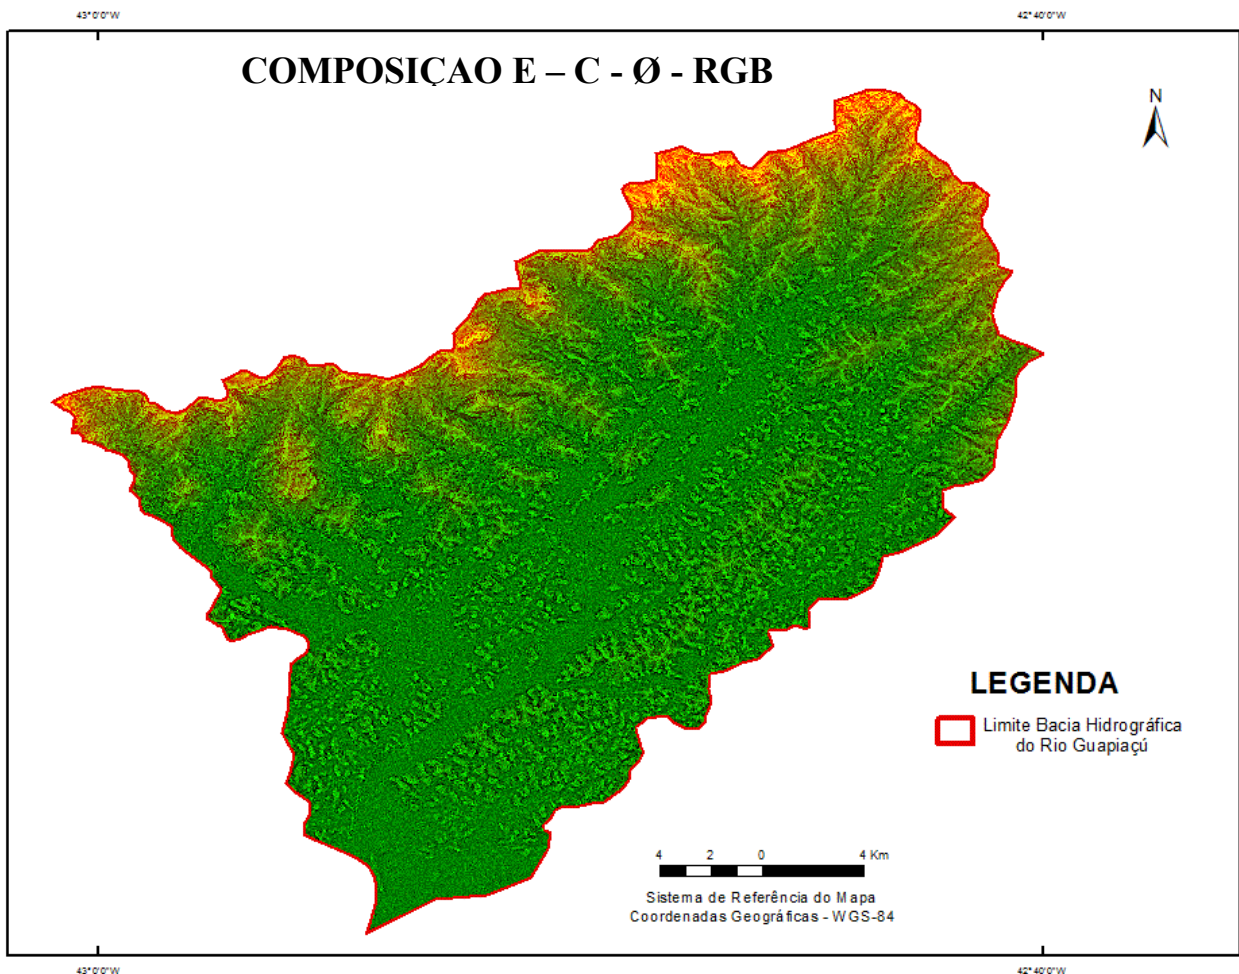 43°0'0"W 42°40'0"W
COMPOSIÇAO E – C - Ø - RGB
N
LEGENDA
Limite Bacia Hidrográfica
do Rio Guapiaçú
4 2 0 4 Km
Sistema de Referência do Mapa
Coordenadas Geográficas - WGS-84
43°0'0"W 42°40'0"W